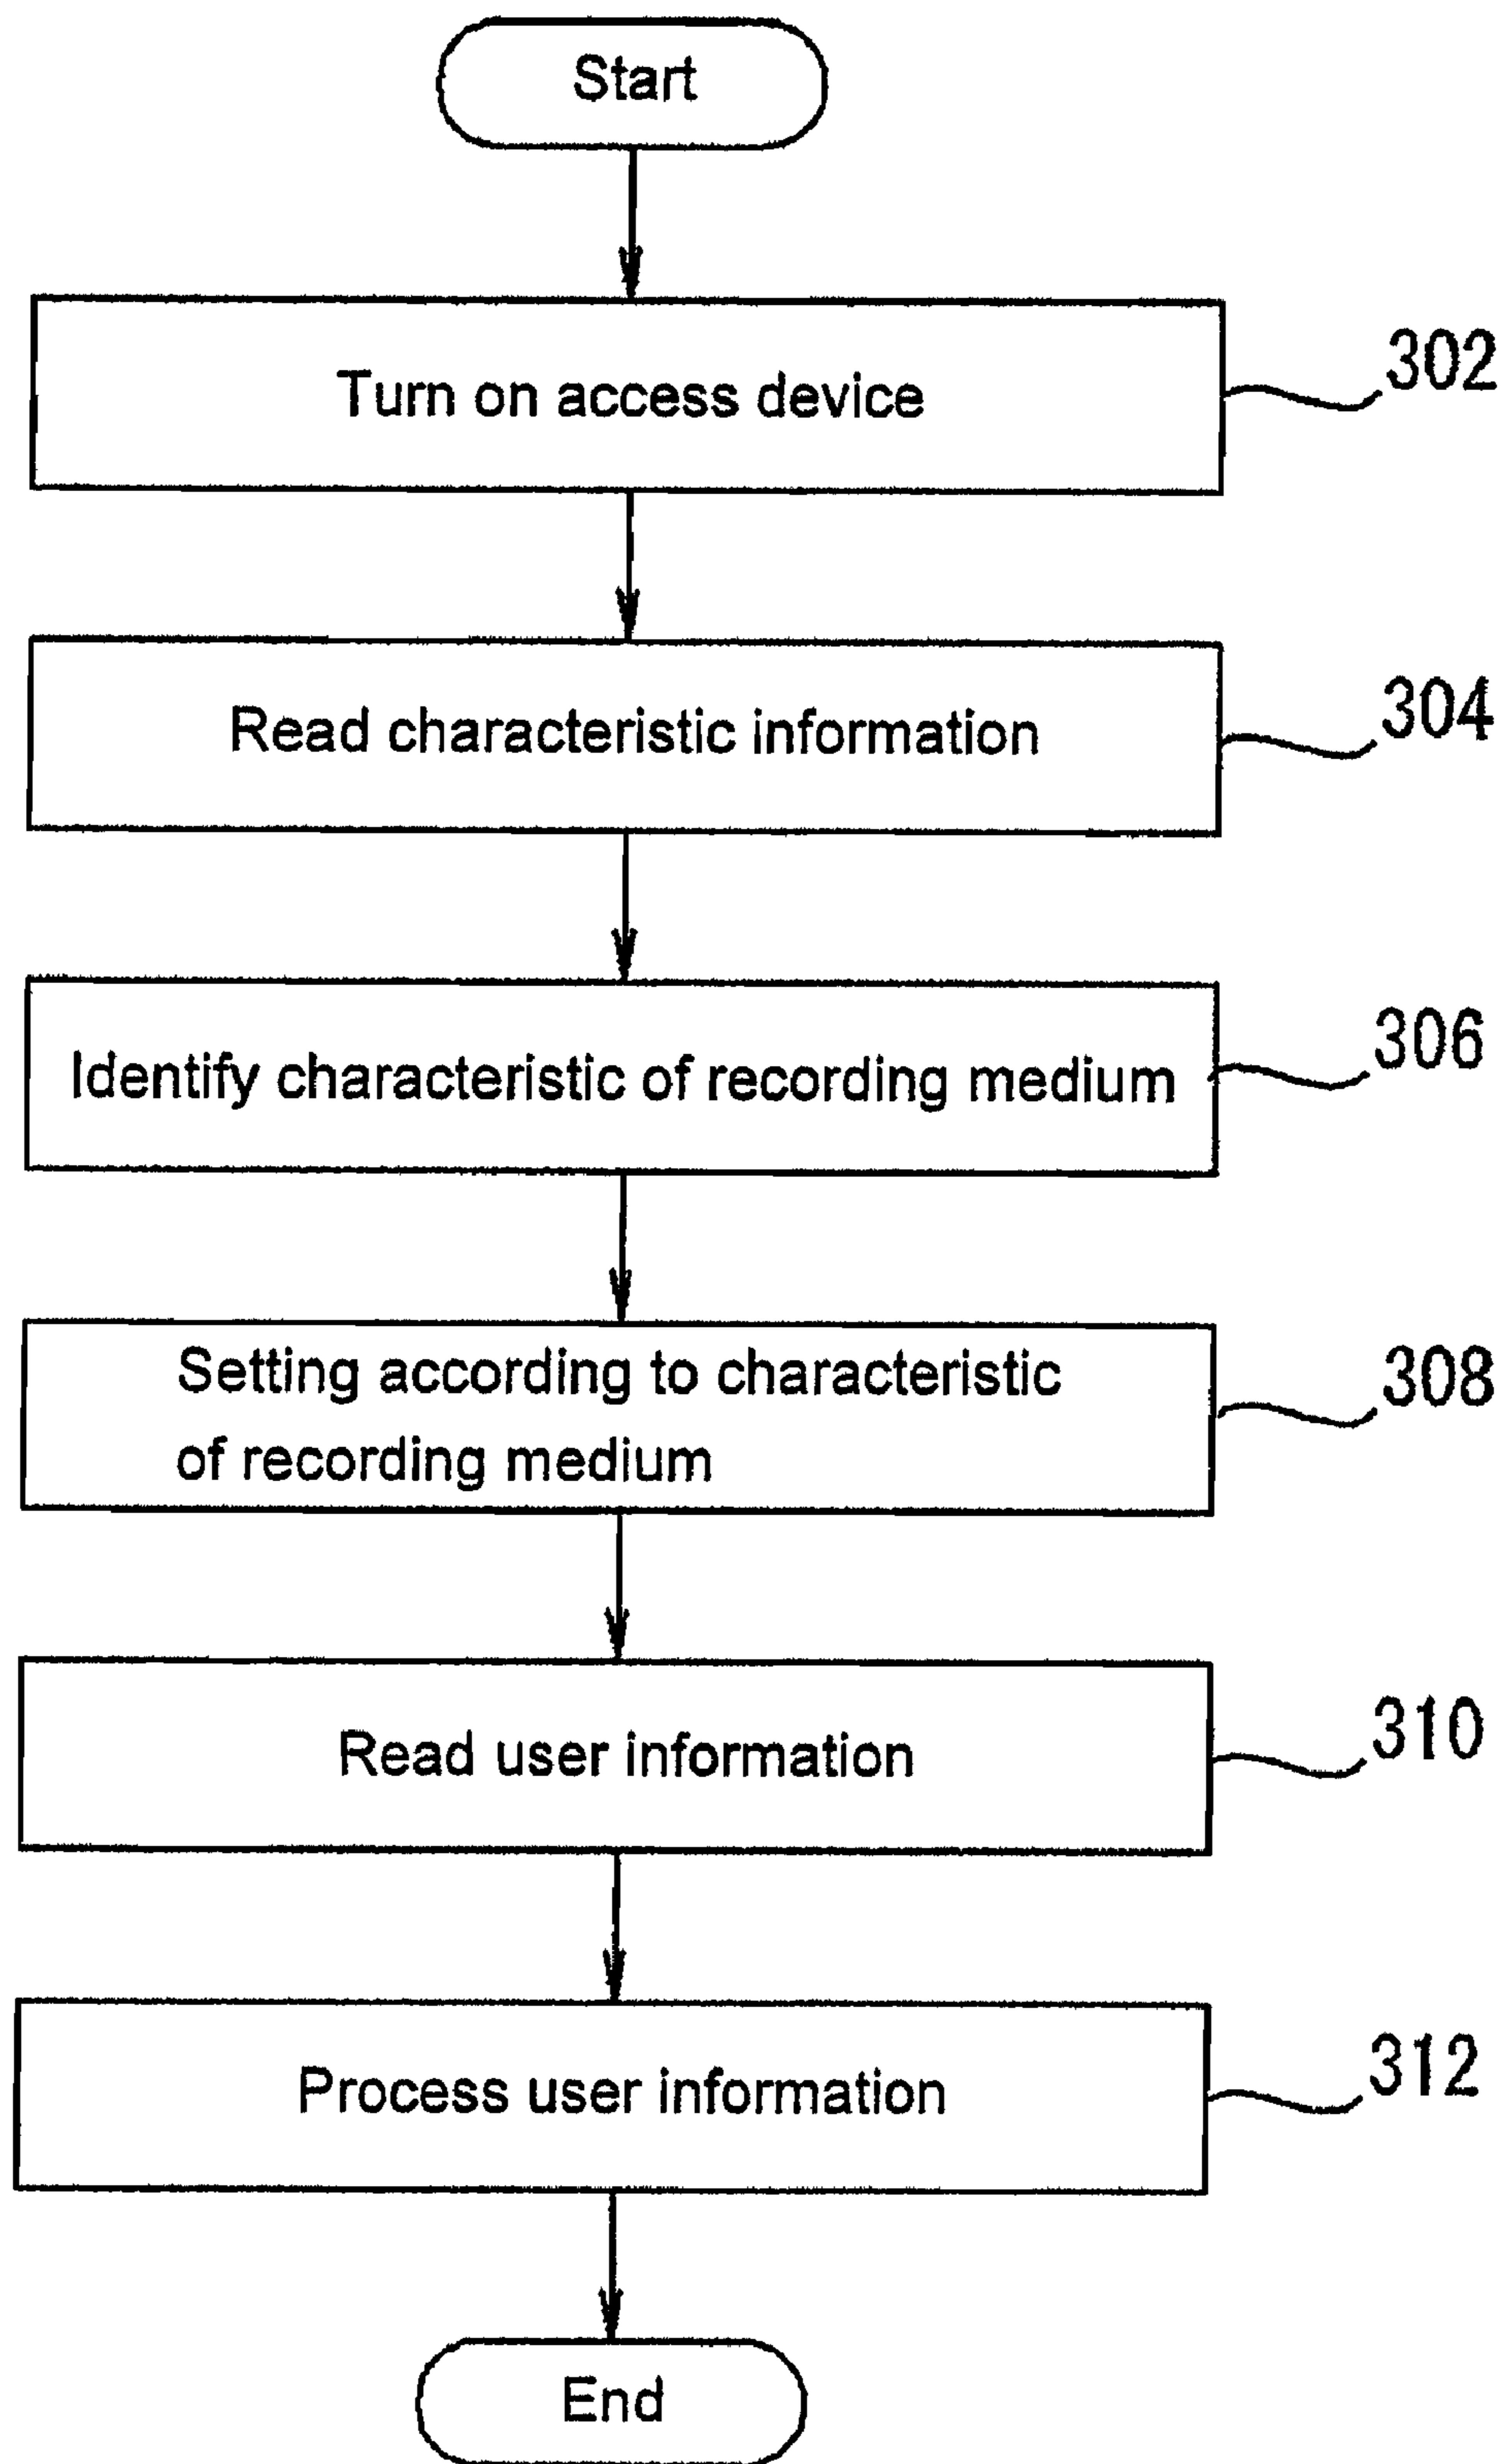 Start
Turn on access device
302
Read characteristic information
304
Identify characteristic of recording medium
306
Setting according to characteristic
of recording medium
308
Read user information
310
Process user information
312
End